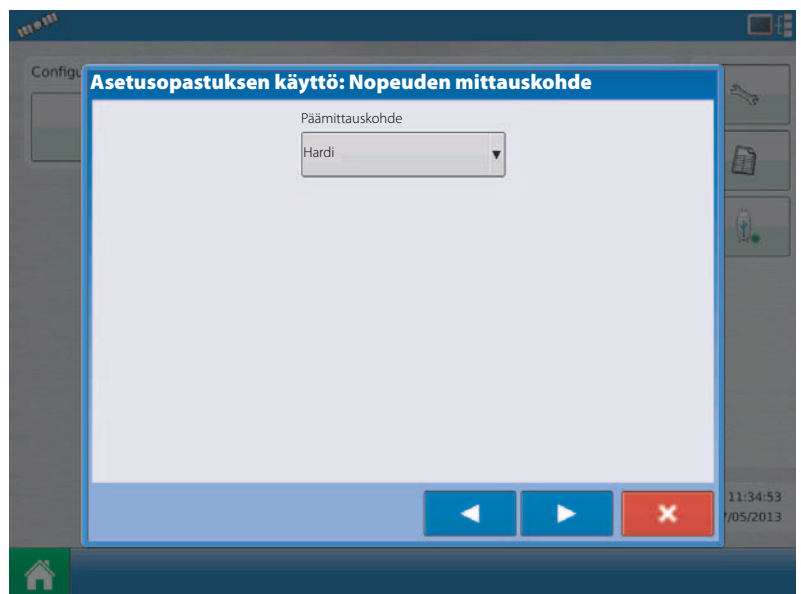 Configu
Asetusopastuksen käyttö: Nopeuden mittauskohde
Päämittauskohde
Hardi
11:34:53
/05/2013